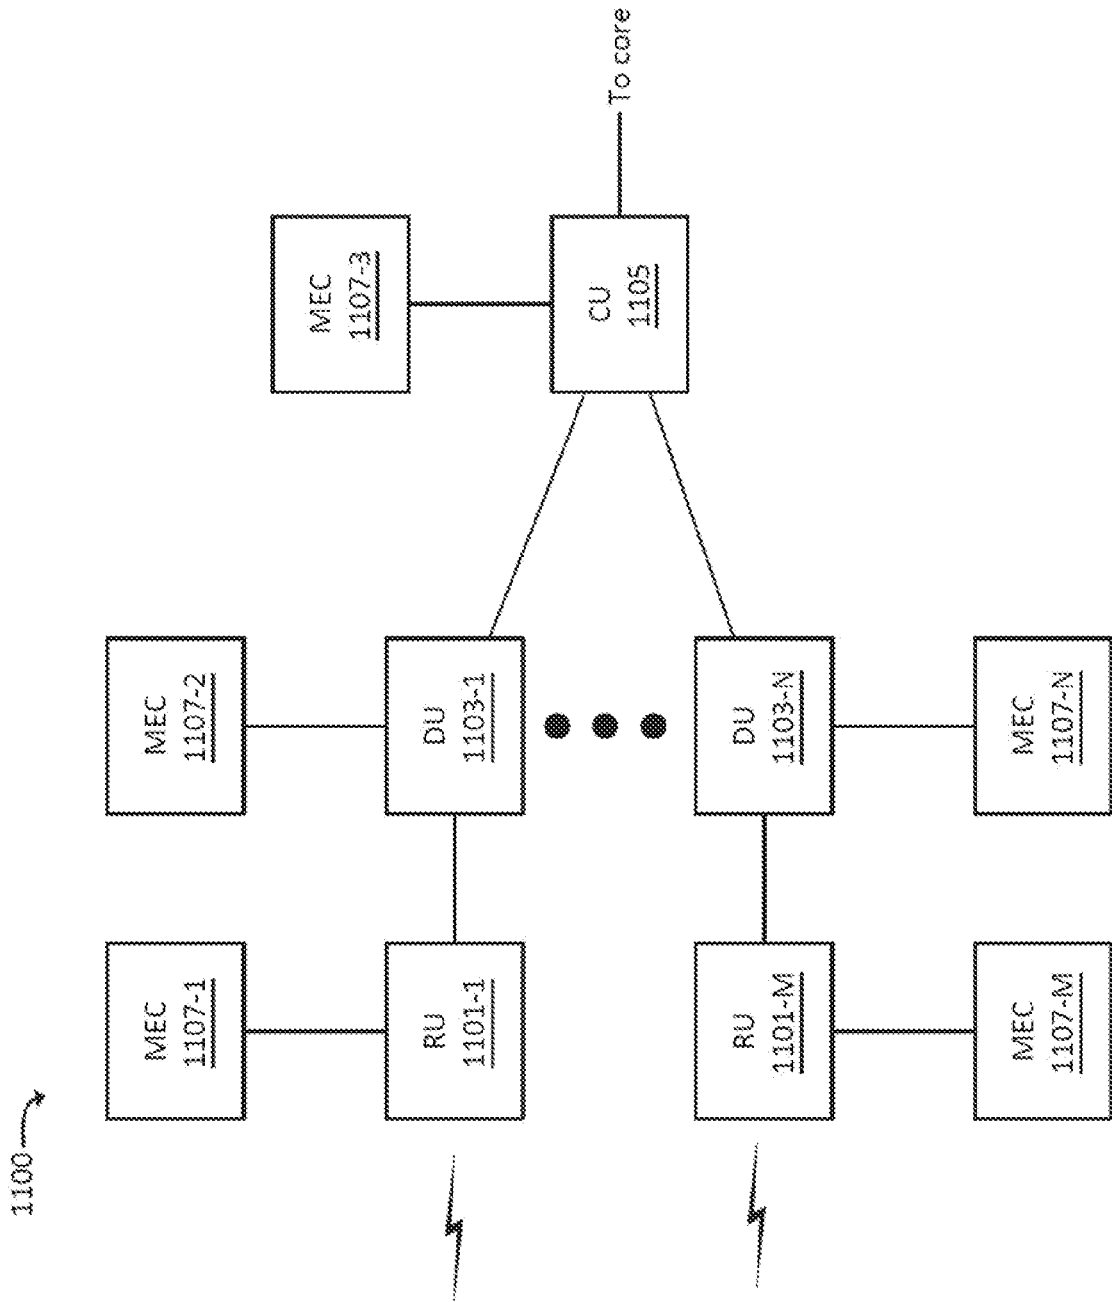 1100
MEC
1107-1
MEC
1107-2
MEC
1107-3
RU
1101-1
DU
1103-1
CU
1105
To core
RU
1101-M
DU
1103-N
MEC
1107-M
MEC
1107-N